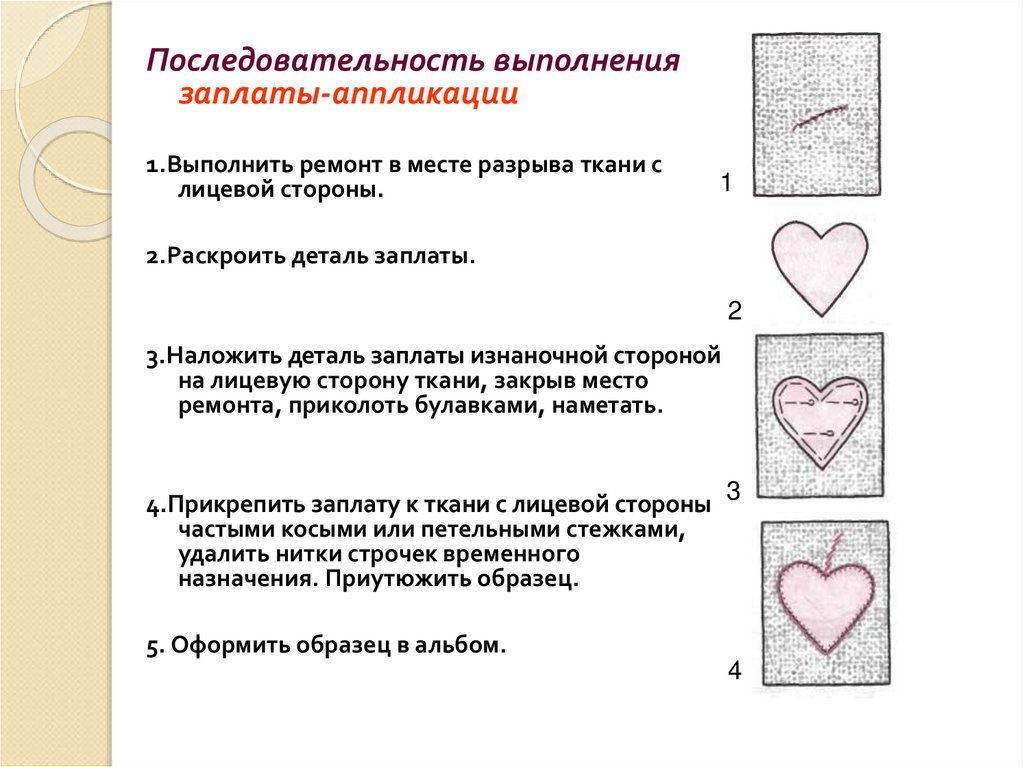 Последовательность выполнения
заплаты-аппликации
1.Выполнить ремонт в месте разрыва ткани с
лицевой стороны.
1
2.Раскроить деталь заплаты.
2
3.Наложить деталь заплаты изнаночной стороной
на лицевую сторону ткани, закрыв место
ремонта, приколоть булавками, наметать.
3
4.Прикрепить заплату к ткани с лицевой стороны
частыми косыми или петельными стежками,
удалить нитки строчек временного
назначения. Приутюжить образец.
5. Оформить образец в альбом.
4